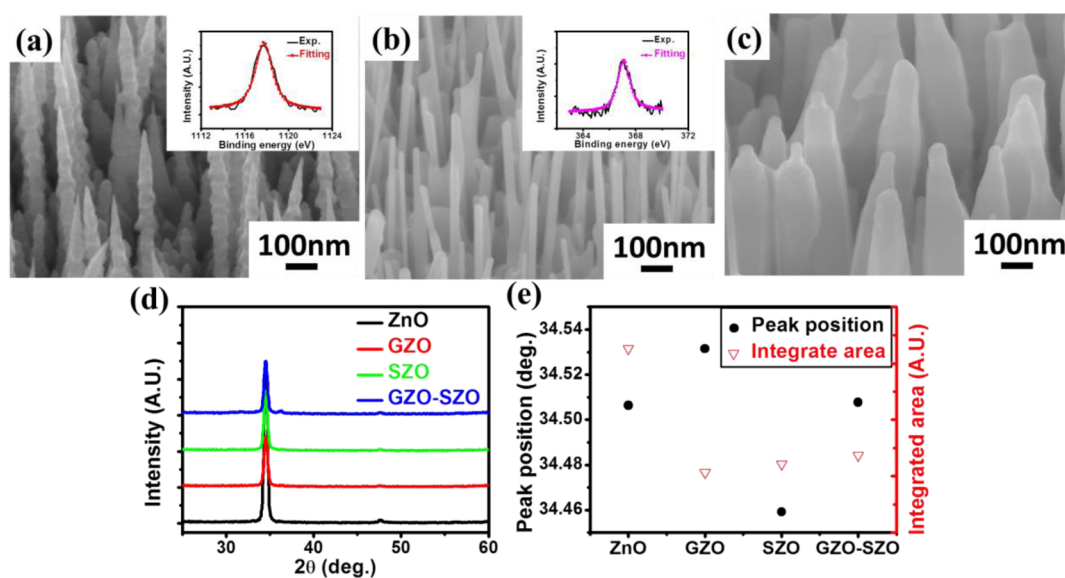 (a)
Intensity (A.U.)
Exp.
Fitting
1112 1116 1120 1124
Binding energy (eV)
100nm
(b)
Intensity (A.U.)
Exp.
Fitting
364 368 372
Binding energy (eV)
100nm
(c)
100nm
(d)
Intensity (A.U.)
ZnO
GZO
SZO
GZO-SZO
30 40 50 60
2θ (deg.)
(e)
Peak position (deg.)
34.54
34.52
34.50
34.48
34.46
Peak position
Integrate area
ZnO GZO SZO GZO-SZO
Integrated area (A.U.)